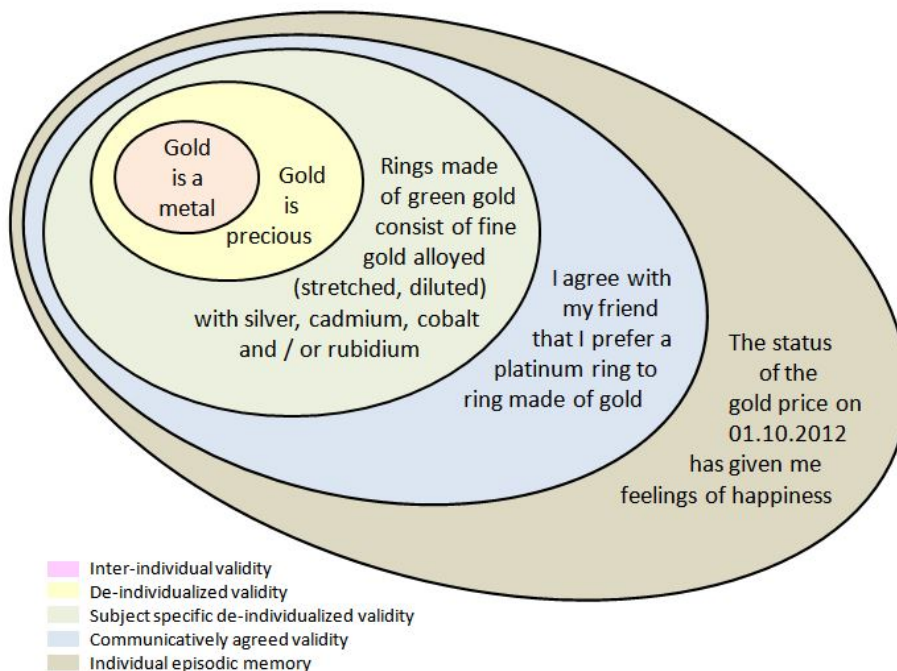 Gold
is a
metal
Gold
is
precious
Rings made
of green gold
consist of fine
gold alloyed
(stretched, diluted)
with silver, cadmium, cobalt
and / or rubidium
I agree with
my friend
that I prefer a
platinum ring to
ring made of gold
The status
of the
gold price on
01.10.2012
has given me
feelings of happiness
Inter-individual validity
De-individualized validity
Subject specific de-individualized validity
Communicatively agreed validity
Individual episodic memory